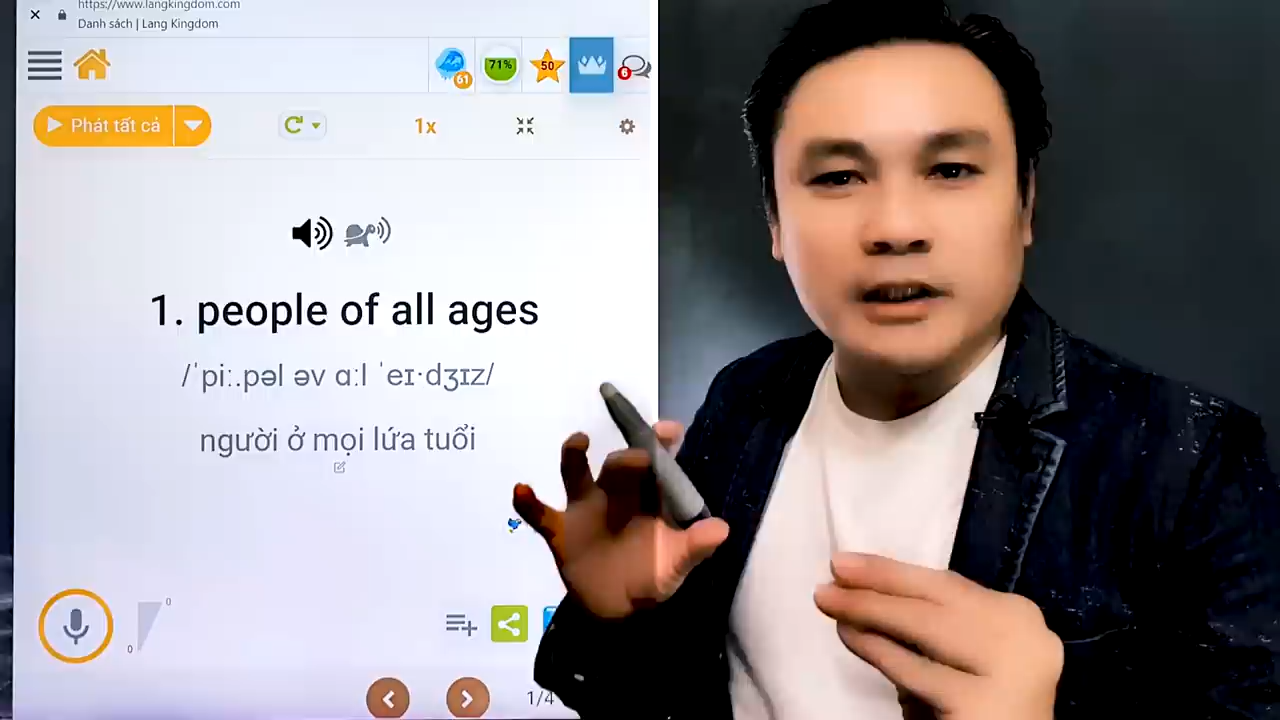 https://www.langkingdom.com
Danh sách | Lang Kingdom
61
71%
50
6
Phát tất cả
1x
1. people of all ages
/ˈpiː.pəl əv ɑːl ˈeɪ·dʒɪz/
người ở mọi lứa tuổi
0
0
1/4